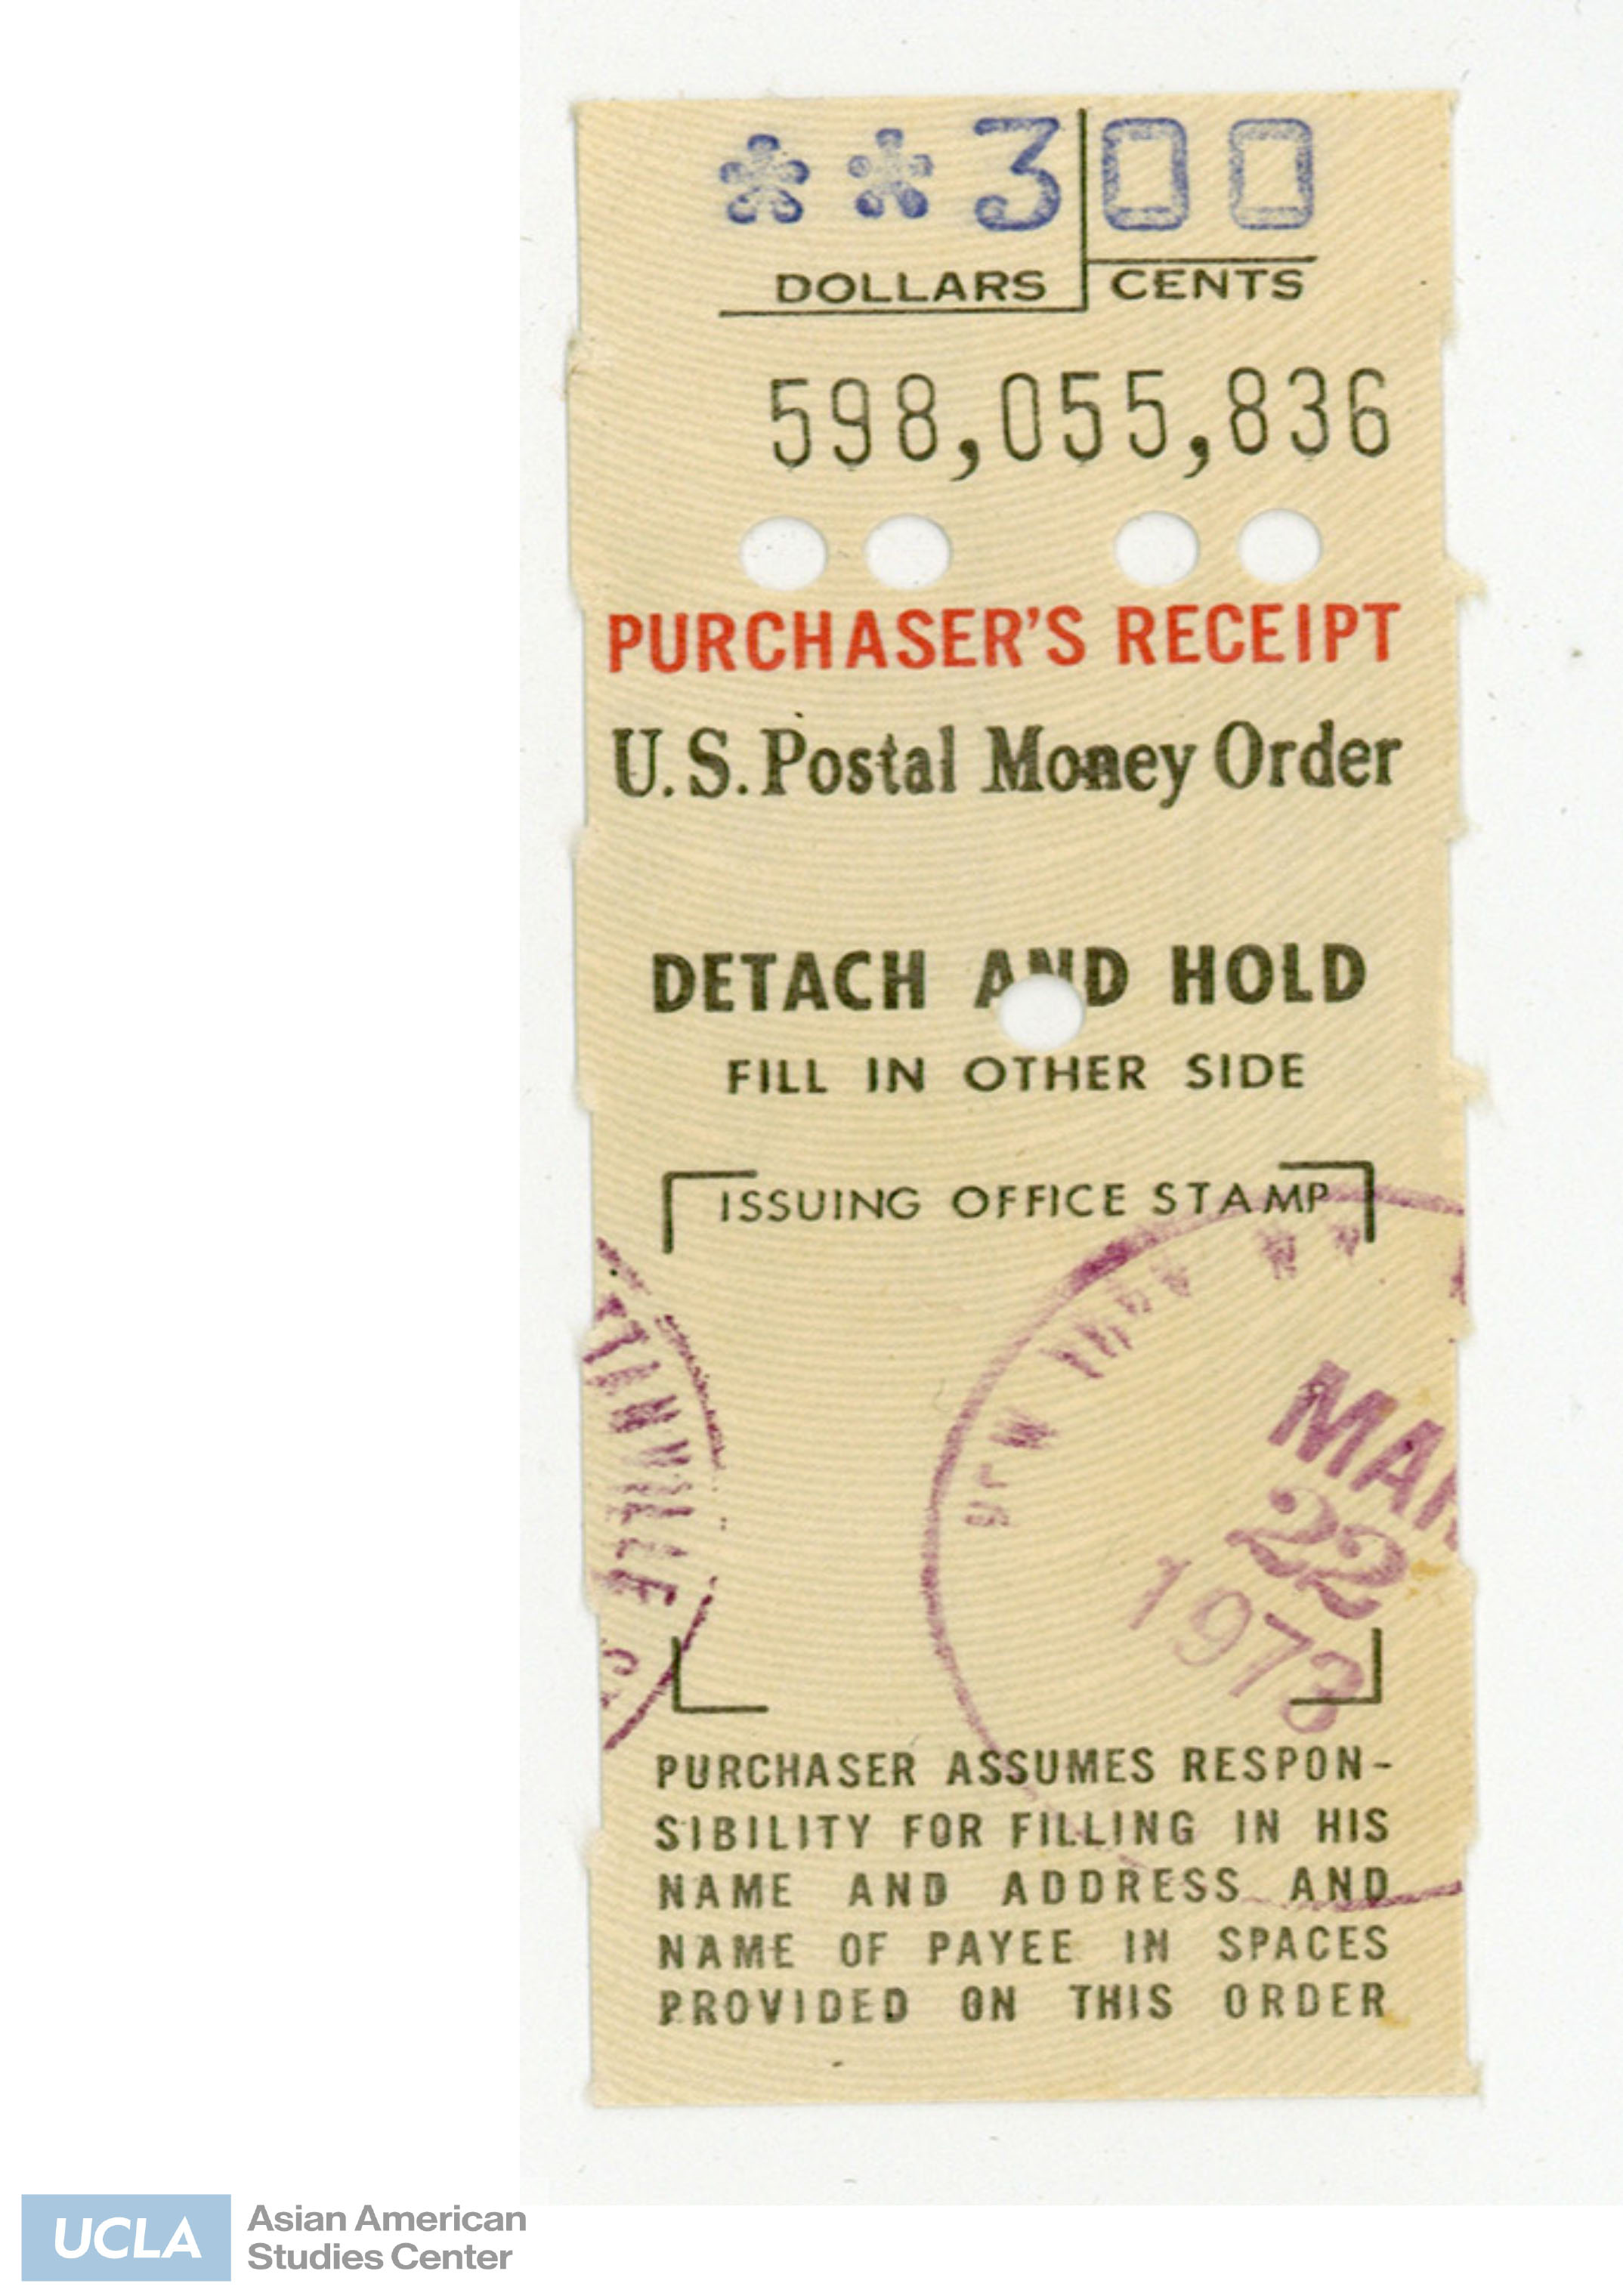 **3 00
DOLLARS CENTS
598,055,836
PURCHASER'S RECEIPT
U.S. Postal Money Order
DETACH AND HOLD
FILL IN OTHER SIDE
ISSUING OFFICE STAMP
MAR
22
1973
PURCHASER ASSUMES RESPON-
SIBILITY FOR FILLING IN HIS
NAME AND ADDRESS AND
NAME OF PAYEE IN SPACES
PROVIDED ON THIS ORDER
UCLA Asian American
Studies Center